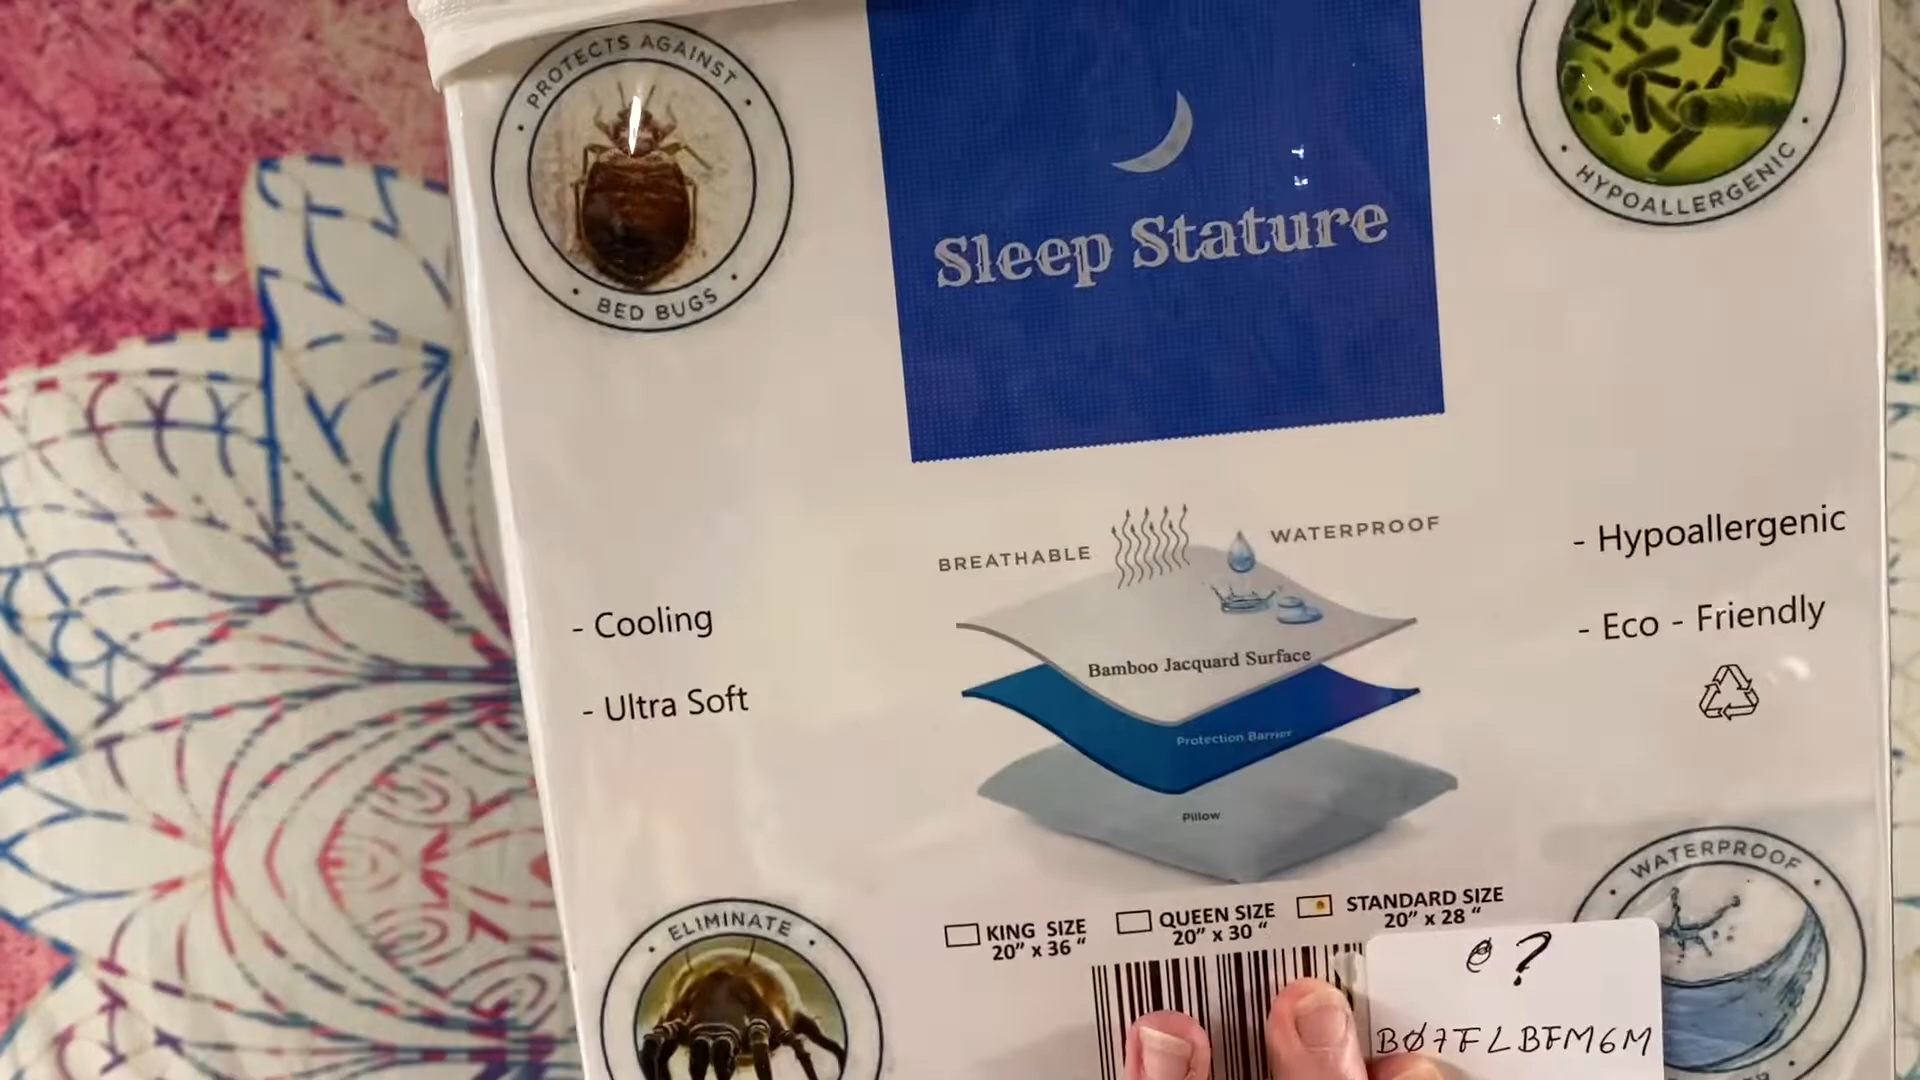 PROTECTS AGAINST
BED BUGS
Sleep Stature
HYPOALLERGENIC
BREATHABLE
WATERPROOF
- Cooling
- Ultra Soft
- Hypoallergenic
- Eco - Friendly
Bamboo Jacquard Surface
Protection Barrier
Pillow
KING SIZE
20” x 36 “
QUEEN SIZE
20” x 30 “
STANDARD SIZE
20” x 28 “
ELIMINATE
WATERPROOF
e ?
BØ7FLBFM6M